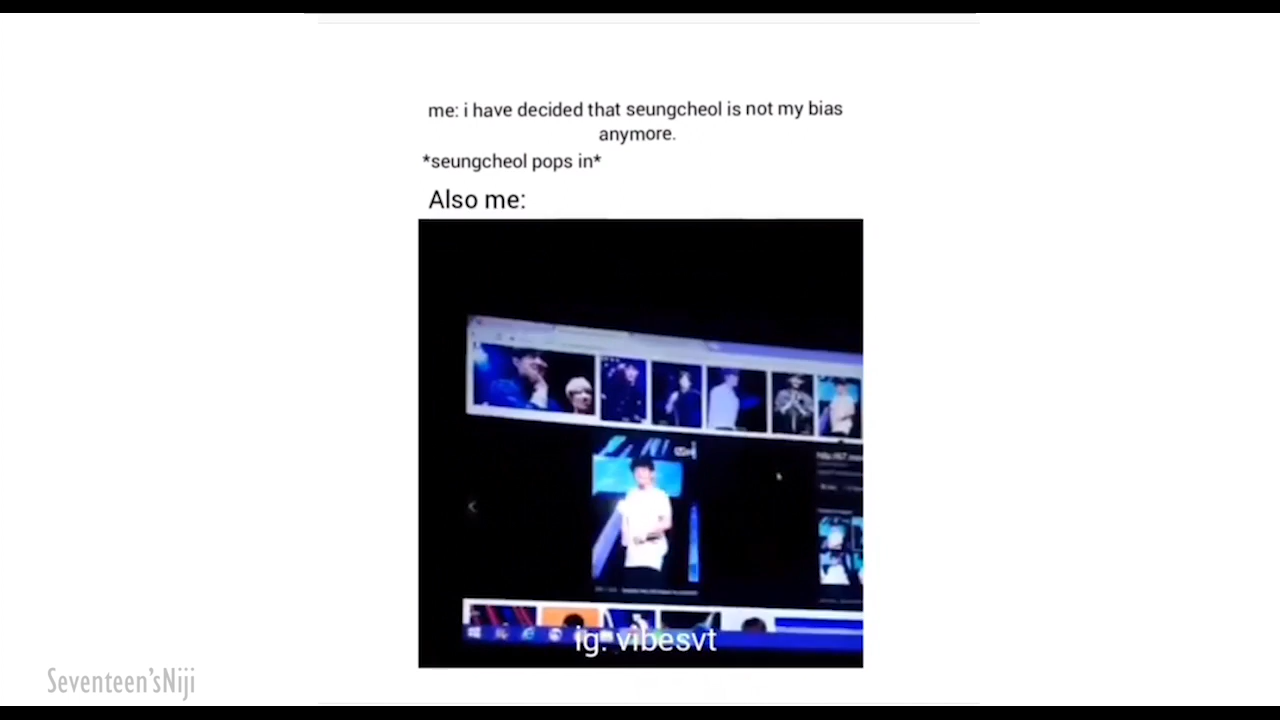 me: i have decided that seungcheol is not my bias
anymore.
*seungcheol pops in*
Also me:
ig: vibesvt
Seventeen'sNiji